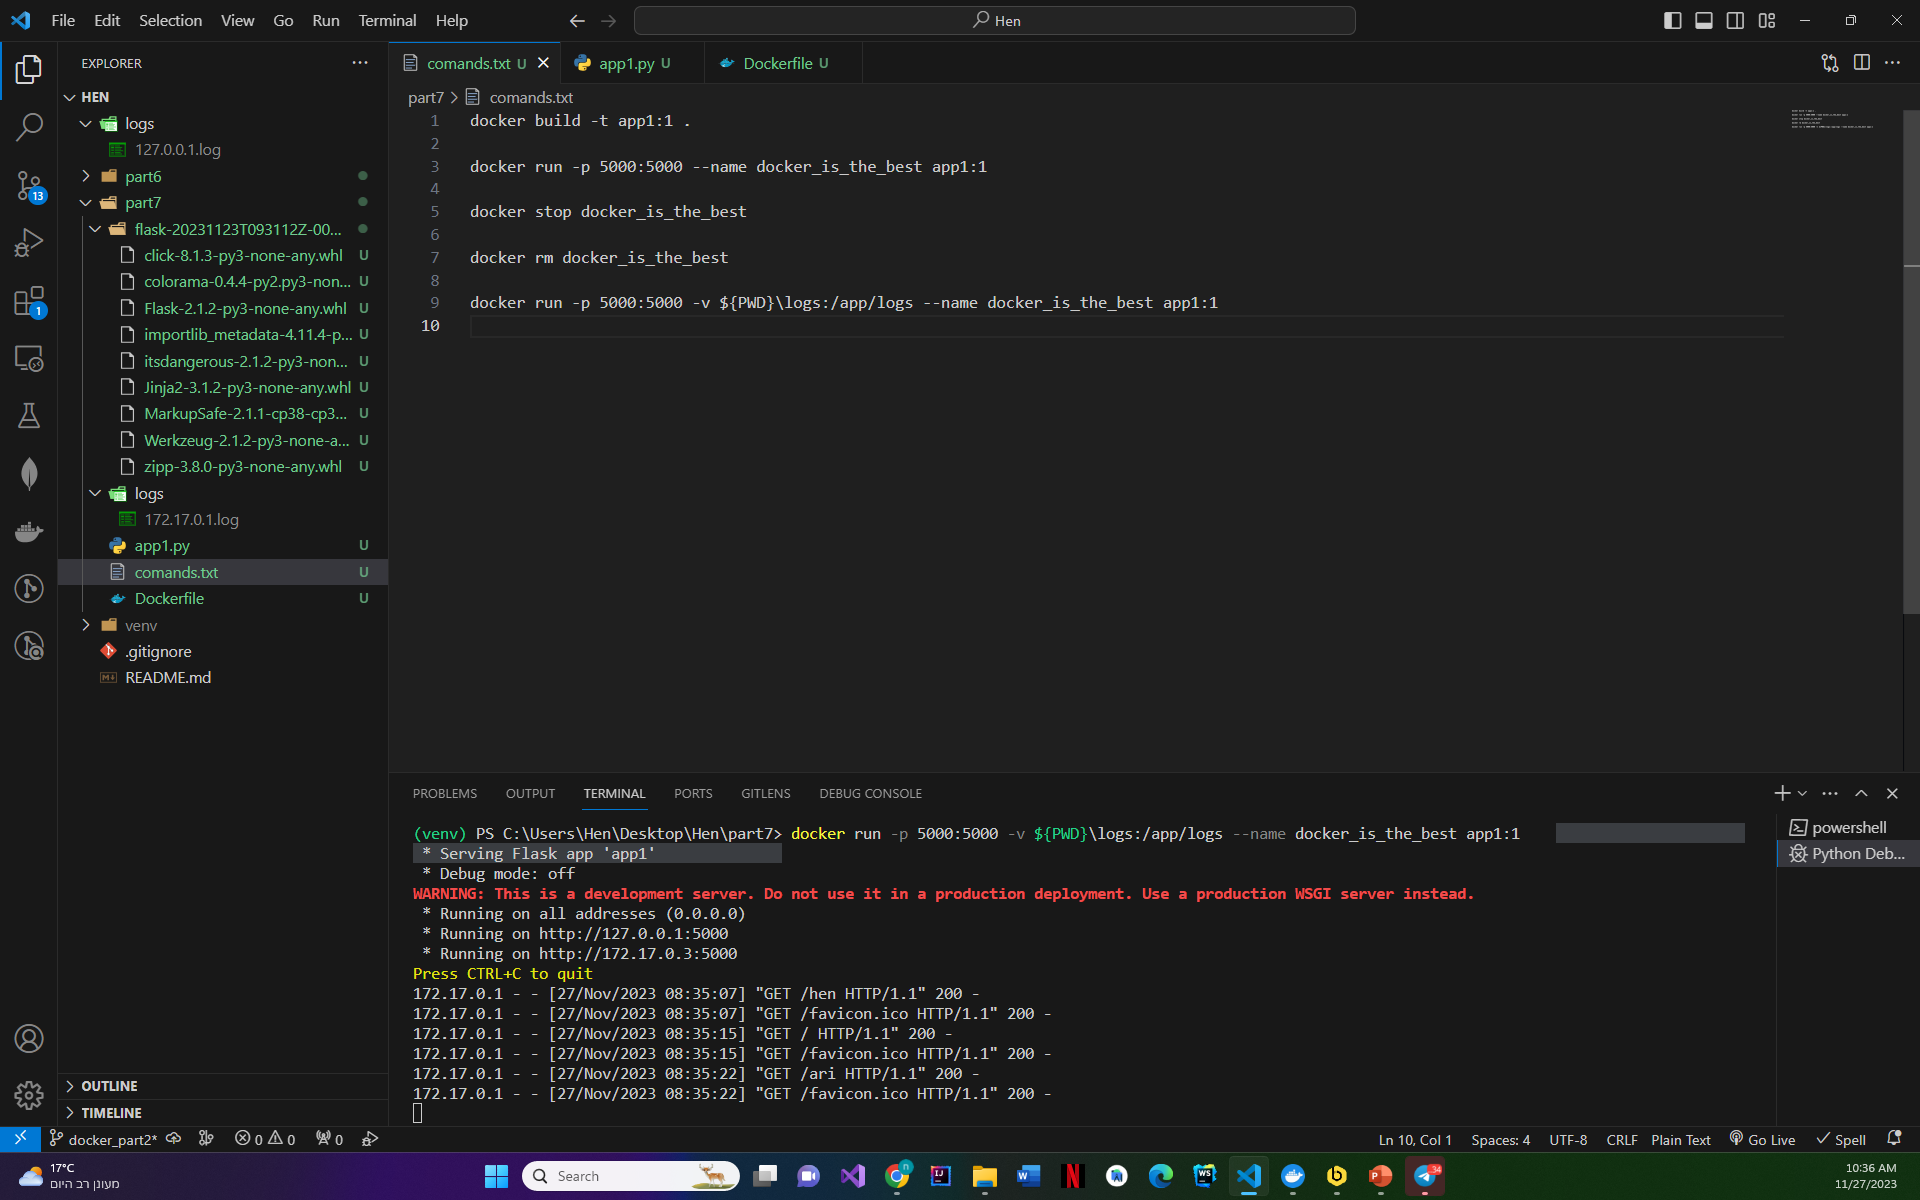 File Edit Selection View Go Run Terminal Help
Hen
EXPLORER
HEN
logs
127.0.0.1.log
part6
part7
flask-20231123T093112Z-00...
click-8.1.3-py3-none-any.whl U
colorama-0.4.4-py2.py3-non... U
Flask-2.1.2-py3-none-any.whl U
importlib_metadata-4.11.4-p... U
itsdangerous-2.1.2-py3-non... U
Jinja2-3.1.2-py3-none-any.whl U
MarkupSafe-2.1.1-cp38-cp3... U
Werkzeug-2.1.2-py3-none-a... U
zipp-3.8.0-py3-none-any.whl U
logs
172.17.0.1.log
app1.py U
comands.txt U
Dockerfile U
venv
.gitignore
README.md
OUTLINE
TIMELINE
13
1
comands.txt U
app1.py U
Dockerfile U
part7 > comands.txt
1 docker build -t app1:1 .
2
3 docker run -p 5000:5000 --name docker_is_the_best app1:1
4
5 docker stop docker_is_the_best
6
7 docker rm docker_is_the_best
8
9 docker run -p 5000:5000 -v ${PWD}\logs:/app/logs --name docker_is_the_best app1:1
10
PROBLEMS OUTPUT TERMINAL PORTS GITLENS DEBUG CONSOLE
(venv) PS C:\Users\Hen\Desktop\Hen\part7> docker run -p 5000:5000 -v ${PWD}\logs:/app/logs --name docker_is_the_best app1:1
* Serving Flask app 'app1'
* Debug mode: off
WARNING: This is a development server. Do not use it in a production deployment. Use a production WSGI server instead.
* Running on all addresses (0.0.0.0)
* Running on http://127.0.0.1:5000
* Running on http://172.17.0.3:5000
Press CTRL+C to quit
172.17.0.1 - - [27/Nov/2023 08:35:07] "GET /hen HTTP/1.1" 200 -
172.17.0.1 - - [27/Nov/2023 08:35:07] "GET /favicon.ico HTTP/1.1" 200 -
172.17.0.1 - - [27/Nov/2023 08:35:15] "GET / HTTP/1.1" 200 -
172.17.0.1 - - [27/Nov/2023 08:35:15] "GET /favicon.ico HTTP/1.1" 200 -
172.17.0.1 - - [27/Nov/2023 08:35:22] "GET /ari HTTP/1.1" 200 -
172.17.0.1 - - [27/Nov/2023 08:35:22] "GET /favicon.ico HTTP/1.1" 200 -
powershell
Python Deb...
docker_part2* 0 0 0
Ln 10, Col 1 Spaces: 4 UTF-8 CRLF Plain Text Go Live Spell
17°C
מעונן רב היום
Search
34
10:36 AM
11/27/2023